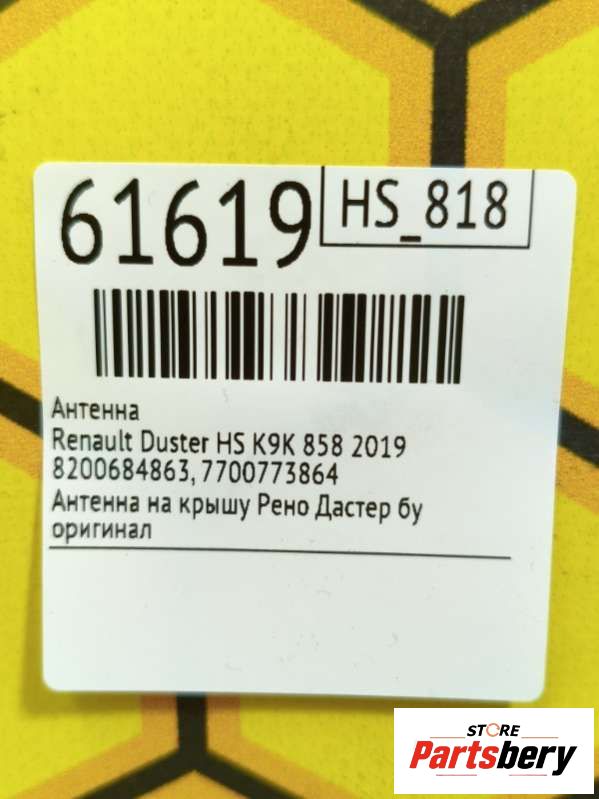 61619
HS_818
Антенна
Renault Duster HS K9K 858 2019
8200684863, 7700773864
Антенна на крышу Рено Дастер бу
оригинал
STORE
Partsbery